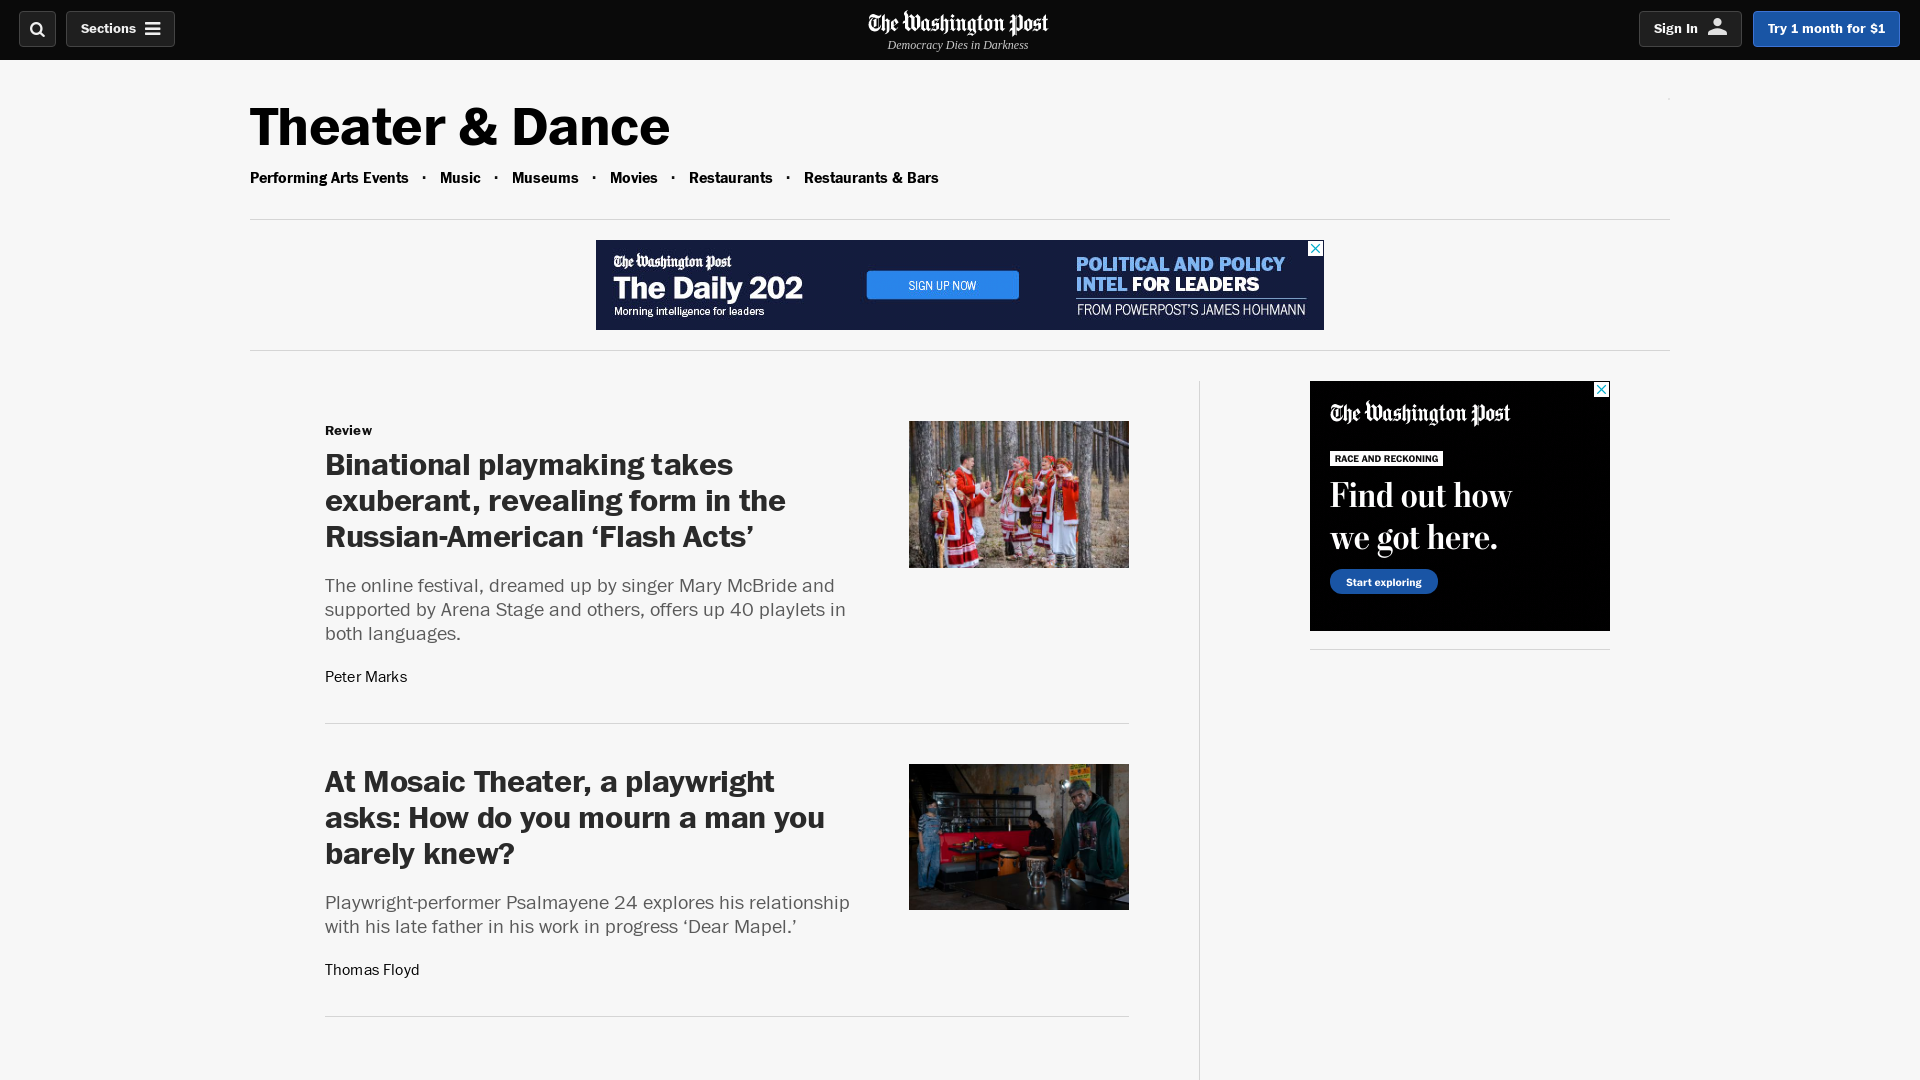 Sections
The Washington Post
Democracy Dies in Darkness
Sign In
Try 1 month for $1
Theater & Dance
Performing Arts Events · Music · Museums · Movies · Restaurants · Restaurants & Bars
The Washington Post
The Daily 202
Morning intelligence for leaders
SIGN UP NOW
POLITICAL AND POLICY
INTEL FOR LEADERS
FROM POWERPOST'S JAMES HOHMANN
Review
Binational playmaking takes
exuberant, revealing form in the
Russian-American ‘Flash Acts’
The online festival, dreamed up by singer Mary McBride and
supported by Arena Stage and others, offers up 40 playlets in
both languages.
Peter Marks
At Mosaic Theater, a playwright
asks: How do you mourn a man you
barely knew?
Playwright-performer Psalmayene 24 explores his relationship
with his late father in his work in progress ‘Dear Mapel.’
Thomas Floyd
The Washington Post
RACE AND RECKONING
Find out how
we got here.
Start exploring